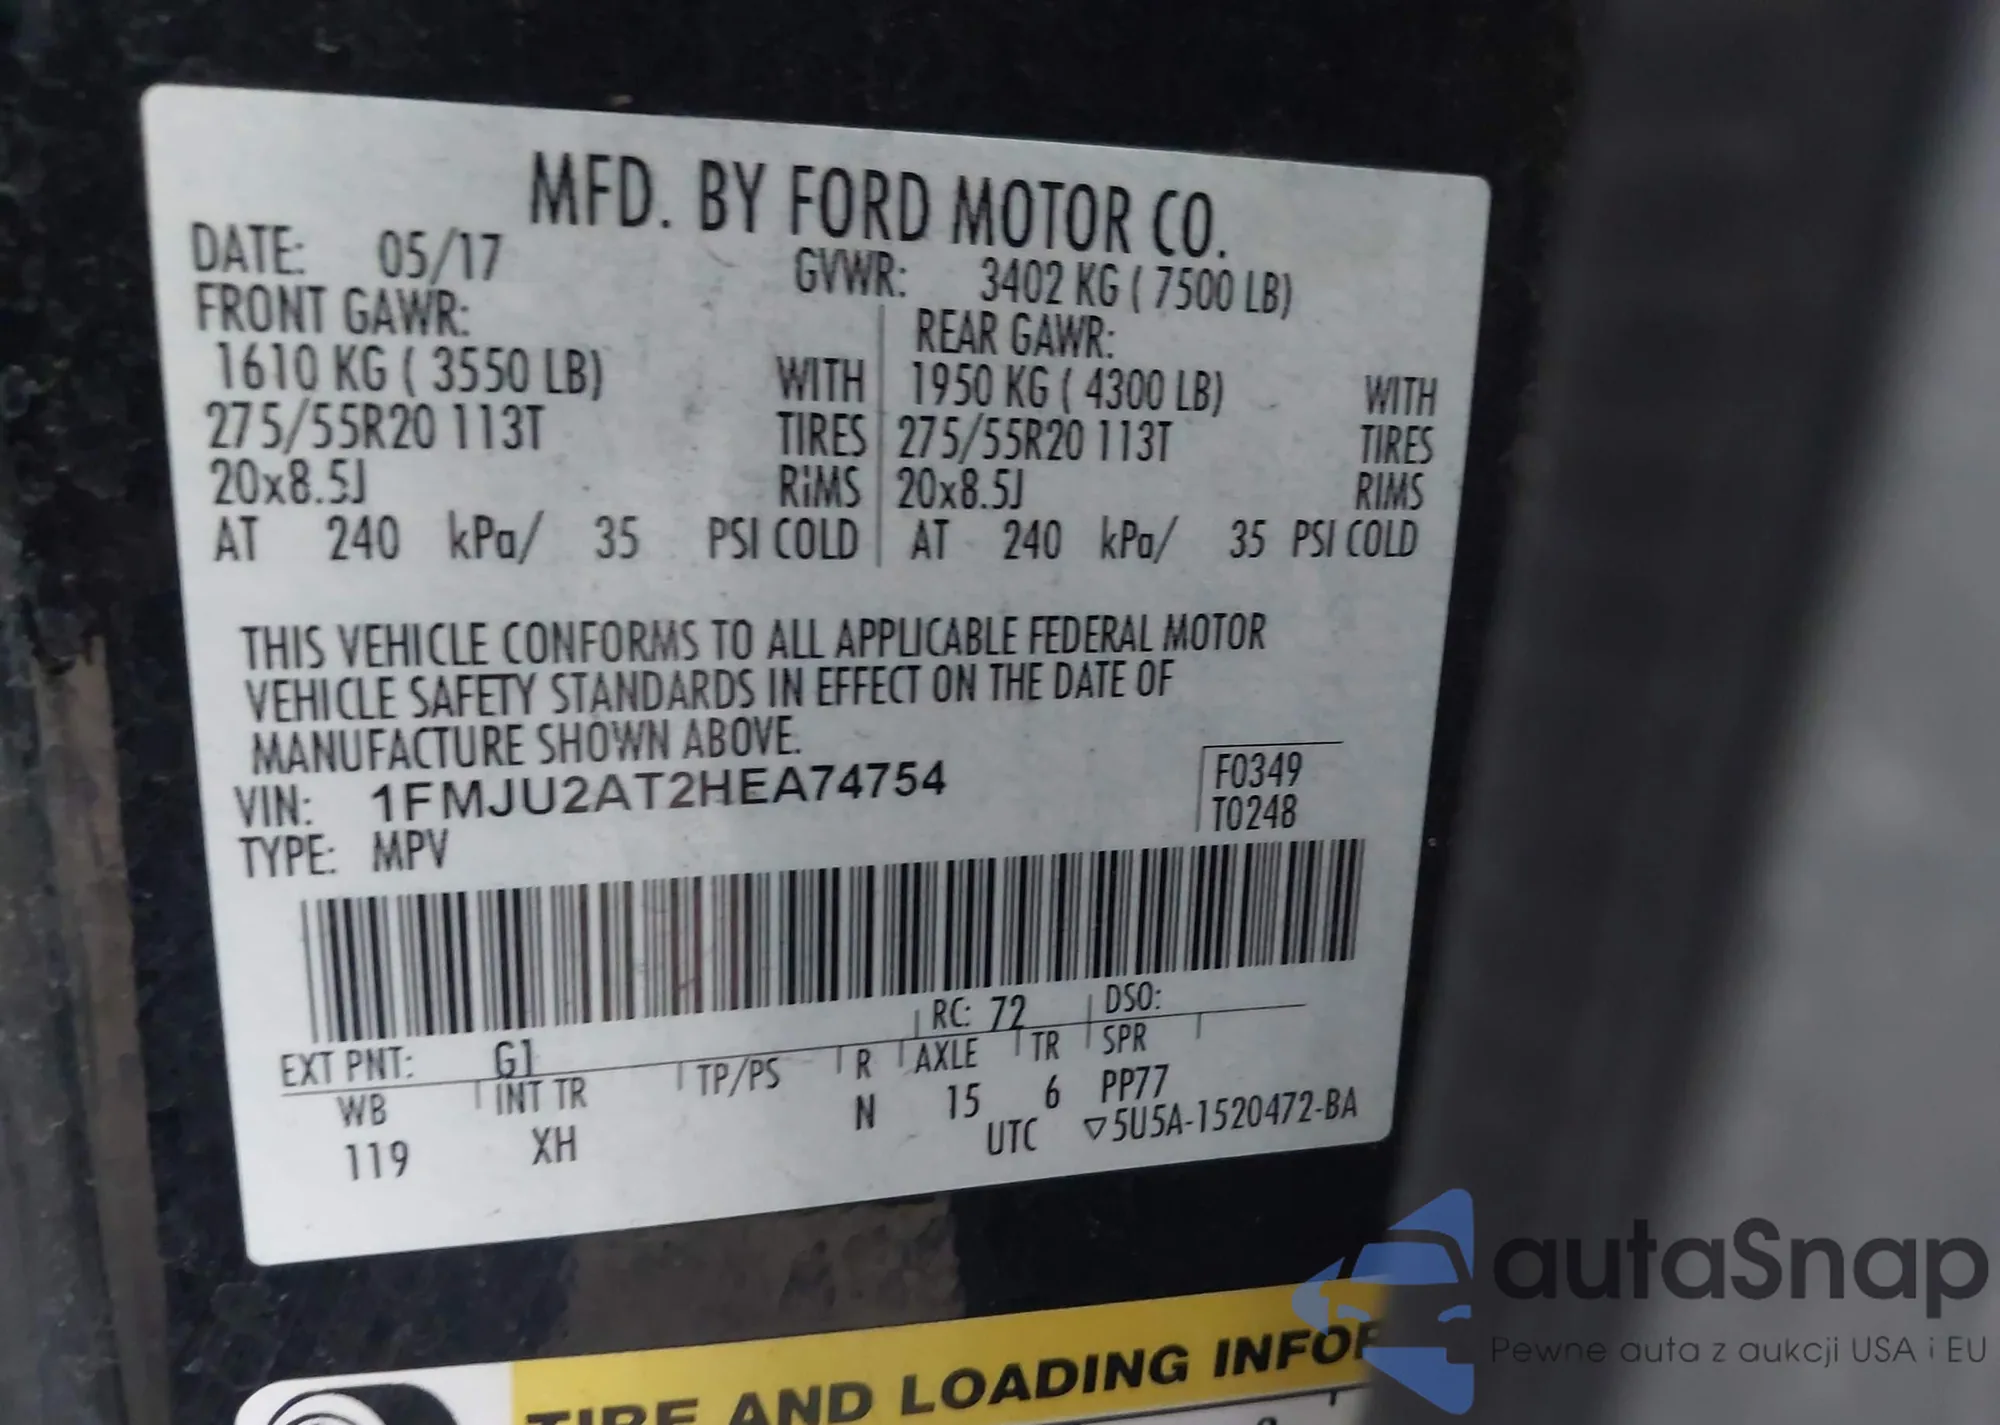 MFD. BY FORD MOTOR CO.
DATE: 05/17 GVWR: 3402 KG ( 7500 LB)
FRONT GAWR: REAR GAWR:
1610 KG ( 3550 LB) WITH 1950 KG ( 4300 LB) WITH
275/55R20 113T TIRES 275/55R20 113T TIRES
20x8.5J RiMS 20x8.5J RIMS
AT 240 kPa/ 35 PSI COLD AT 240 kPa/ 35 PSI COLD
THIS VEHICLE CONFORMS TO ALL APPLICABLE FEDERAL MOTOR
VEHICLE SAFETY STANDARDS IN EFFECT ON THE DATE OF
MANUFACTURE SHOWN ABOVE.
VIN: 1FMJU2AT2HEA74754 F0349
TYPE: MPV T0248
RC: 72 DSO:
EXT PNT: G1
WB INT TR TP/PS R AXLE TR SPR
119 XH N 15 6 PP77
UTC ▽5U5A-1520472-BA
TIRE AND LOADING INFOR
autaSnap
Pewne auta z aukcji USA i EU